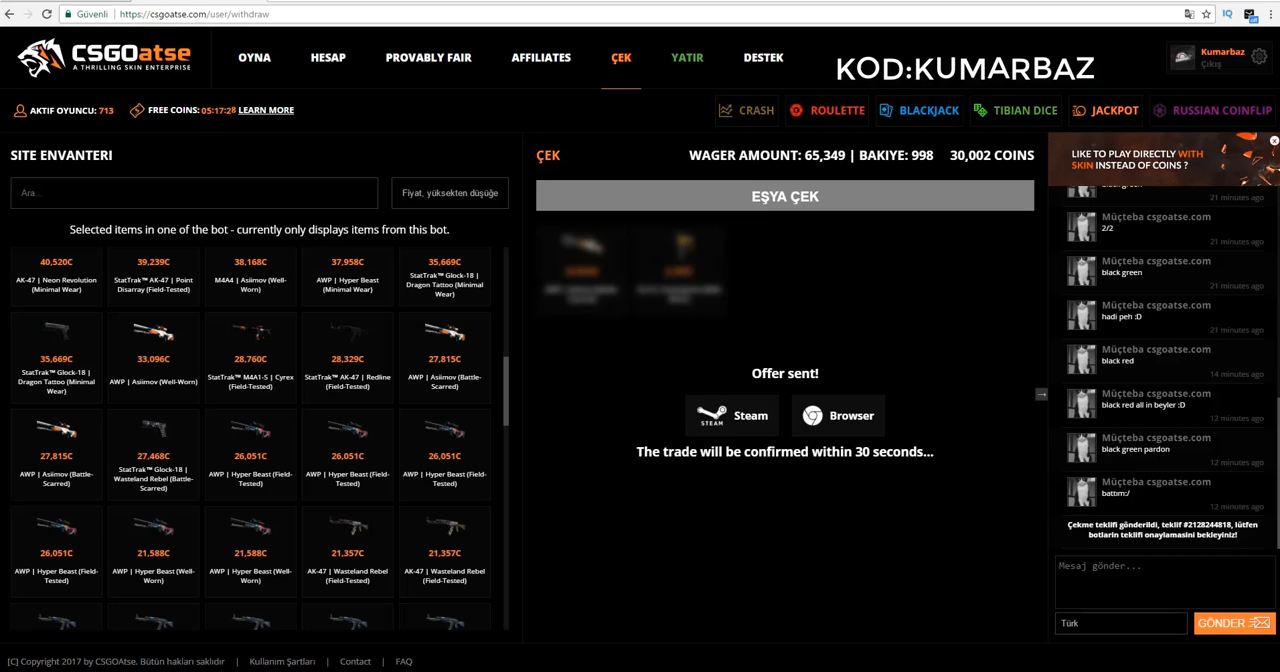 Güvenli
https://csgoatse.com/user/withdraw
IQ
CSGOatse
A THRILLING SKIN ENTERPRISE
OYNA
HESAP
PROVABLY FAIR
AFFILIATES
ÇEK
YATIR
DESTEK
KOD:KUMARBAZ
Kumarbaz
Çıkış
AKTIF OYUNCU: 713
FREE COINS: 05:17:28 LEARN MORE
CRASH
ROULETTE
BLACKJACK
TIBIAN DICE
JACKPOT
RUSSIAN COINFLIP
SITE ENVANTERI
Ara...
Fiyat, yüksekten düşüğe
Selected items in one of the bot - currently only displays items from this bot.
40,520C
AK-47 | Neon Revolution
(Minimal Wear)
39,239C
StatTrak™ AK-47 | Point
Disarray (Field-Tested)
38,168C
M4A4 | Asiimov (Well-
Worn)
37,958C
AWP | Hyper Beast
(Minimal Wear)
35,669C
StatTrak™ Glock-18 |
Dragon Tattoo (Minimal
Wear)
35,669C
StatTrak™ Glock-18 |
Dragon Tattoo (Minimal
Wear)
33,096C
AWP | Asiimov (Well-Worn)
28,760C
StatTrak™ M4A1-S | Cyrex
(Field-Tested)
28,329C
StatTrak™ AK-47 | Redline
(Field-Tested)
27,815C
AWP | Asiimov (Battle-
Scarred)
27,815C
AWP | Asiimov (Battle-
Scarred)
27,468C
StatTrak™ Glock-18 |
Wasteland Rebel (Battle-
Scarred)
26,051C
AWP | Hyper Beast (Field-
Tested)
26,051C
AWP | Hyper Beast (Field-
Tested)
26,051C
AWP | Hyper Beast (Field-
Tested)
26,051C
AWP | Hyper Beast (Field-
Tested)
21,588C
AWP | Hyper Beast (Well-
Worn)
21,588C
AWP | Hyper Beast (Well-
Worn)
21,357C
AK-47 | Wasteland Rebel
(Field-Tested)
21,357C
AK-47 | Wasteland Rebel
(Field-Tested)
ÇEK
WAGER AMOUNT: 65,349 | BAKIYE: 998
30,002 COINS
EŞYA ÇEK
Offer sent!
STEAM
Steam
Browser
The trade will be confirmed within 30 seconds...
LIKE TO PLAY DIRECTLY WITH
SKIN INSTEAD OF COINS ?
21 minutes ago
Müçteba csgoatse.com
2/2
21 minutes ago
Müçteba csgoatse.com
black green
21 minutes ago
Müçteba csgoatse.com
hadi peh :D
21 minutes ago
Müçteba csgoatse.com
black red
14 minutes ago
Müçteba csgoatse.com
black red all in beyler :D
12 minutes ago
Müçteba csgoatse.com
black green pardon
12 minutes ago
Müçteba csgoatse.com
battım:/
12 minutes ago
Çekme teklifi gönderildi, teklif #2128244818, lütfen
botlarin teklifi onaylamasini bekleyiniz!
Mesaj gönder...
Türk
GÖNDER
[C] Copyright 2017 by CSGOAtse. Bütün hakları saklıdır
|
Kullanım Şartları
|
Contact
|
FAQ